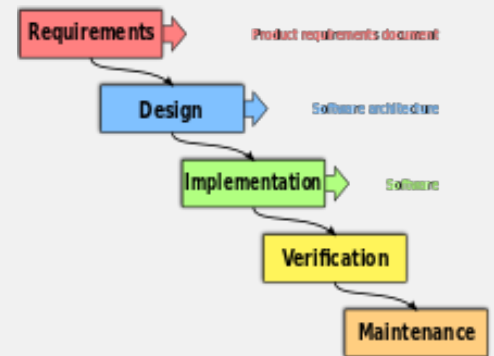 Requirements
Product requirements document
Design
Software architecture
Implementation
Software
Verification
Maintenance